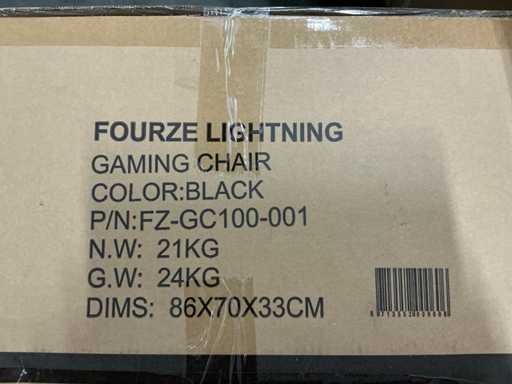 FOURZE LIGHTNING
GAMING CHAIR
COLOR:BLACK
P/N:FZ-GC100-001
N.W: 21KG
G.W: 24KG
DIMS: 86X70X33CM